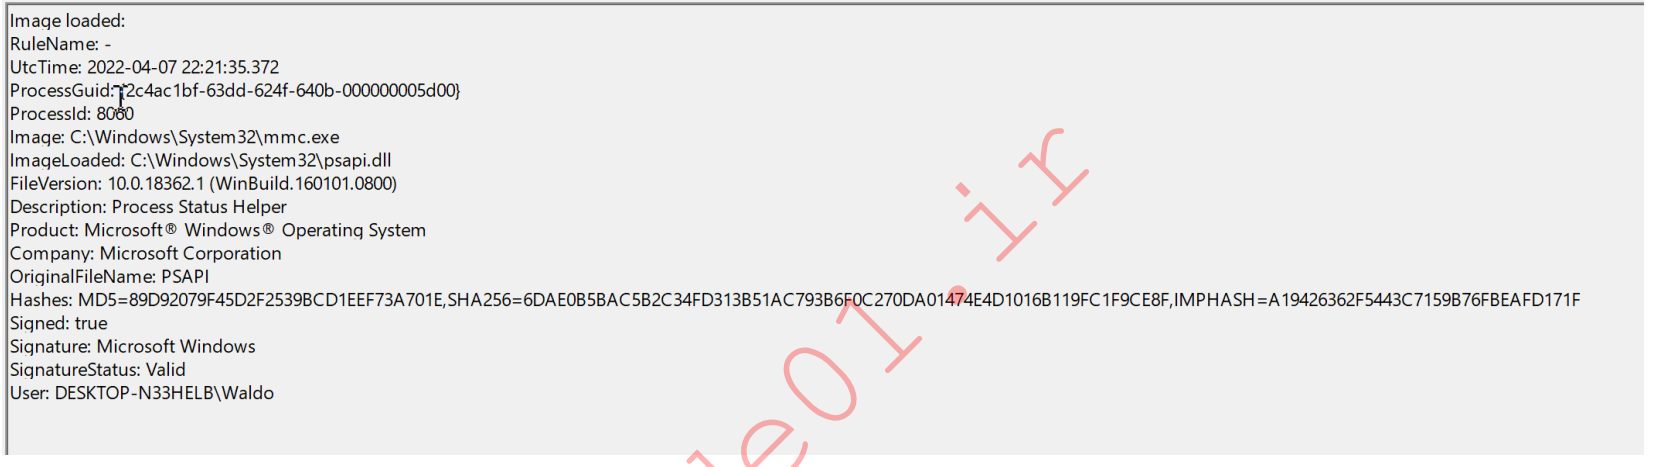 Image loaded:
RuleName: -
UtcTime: 2022-04-07 22:21:35.372
ProcessGuid: {2c4ac1bf-63dd-624f-640b-000000005d00}
ProcessId: 8060
Image: C:\Windows\System32\mmc.exe
ImageLoaded: C:\Windows\System32\psapi.dll
FileVersion: 10.0.18362.1 (WinBuild.160101.0800)
Description: Process Status Helper
Product: Microsoft® Windows® Operating System
Company: Microsoft Corporation
OriginalFileName: PSAPI
Hashes: MD5=89D92079F45D2F2539BCD1EEF73A701E,SHA256=6DAE0B5BAC5B2C34FD313B51AC793B6F0C270DA01474E4D1016B119FC1F9CE8F,IMPHASH=A19426362F5443C7159B76FBEAFD171F
Signed: true
Signature: Microsoft Windows
SignatureStatus: Valid
User: DESKTOP-N33HELB\Waldo